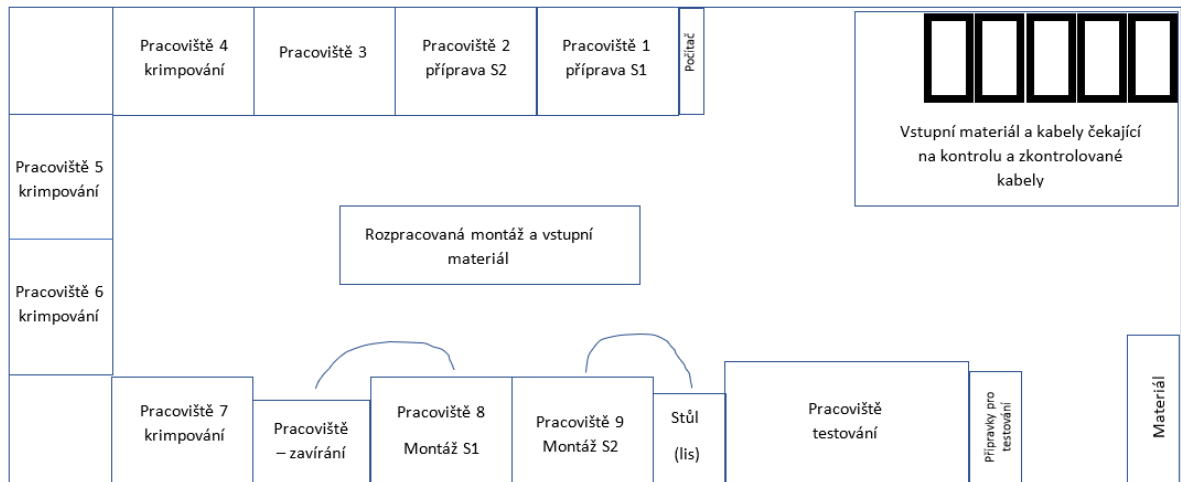 Pracoviště 4
krimpování
Pracoviště 3
Pracoviště 2
příprava S2
Pracoviště 1
příprava S1
Počítač
Vstupní materiál a kabely čekající
na kontrolu a zkontrolované
kabely
Pracoviště 5
krimpování
Rozpracovaná montáž a vstupní
materiál
Pracoviště 6
krimpování
Pracoviště 7
krimpování
Pracoviště
– zavírání
Pracoviště 8
Montáž S1
Pracoviště 9
Montáž S2
Stůl
(lis)
Pracoviště
testování
Přípravky pro
testování
Materiál